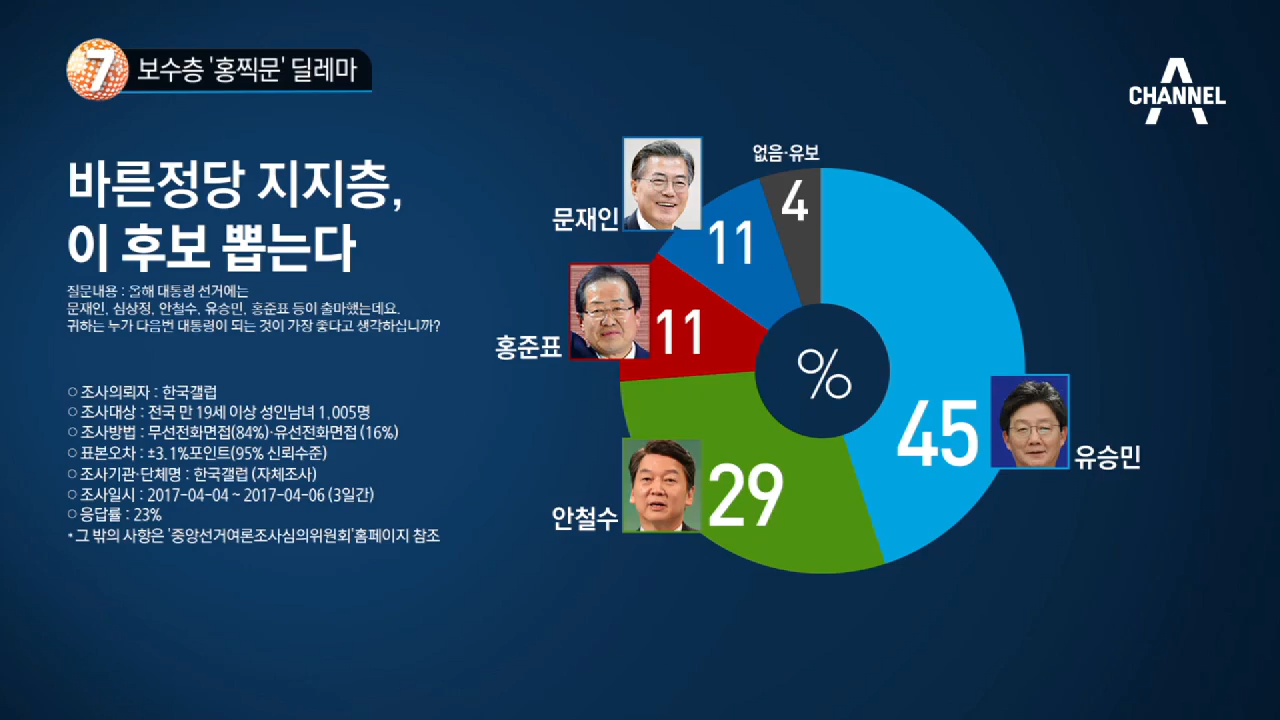 7 보수층 '홍찍문' 딜레마
CHANNEL A
바른정당 지지층,
이 후보 뽑는다
질문내용 : 올해 대통령 선거에는
문재인, 심상정, 안철수, 유승민, 홍준표 등이 출마했는데요.
귀하는 누가 다음번 대통령이 되는 것이 가장 좋다고 생각하십니까?
○ 조사의뢰자 : 한국갤럽
○ 조사대상 : 전국 만 19세 이상 성인남녀 1,005명
○ 조사방법 : 무선전화면접(84%)·유선전화면접 (16%)
○ 표본오차 : ±3.1%포인트(95% 신뢰수준)
○ 조사기관·단체명 : 한국갤럽 (자체조사)
○ 조사일시 : 2017-04-04 ~ 2017-04-06 (3일간)
○ 응답률 : 23%
* 그 밖의 사항은 '중앙선거여론조사심의위원회'홈페이지 참조
없음·유보
4
문재인
11
홍준표
11
%
45
유승민
안철수
29